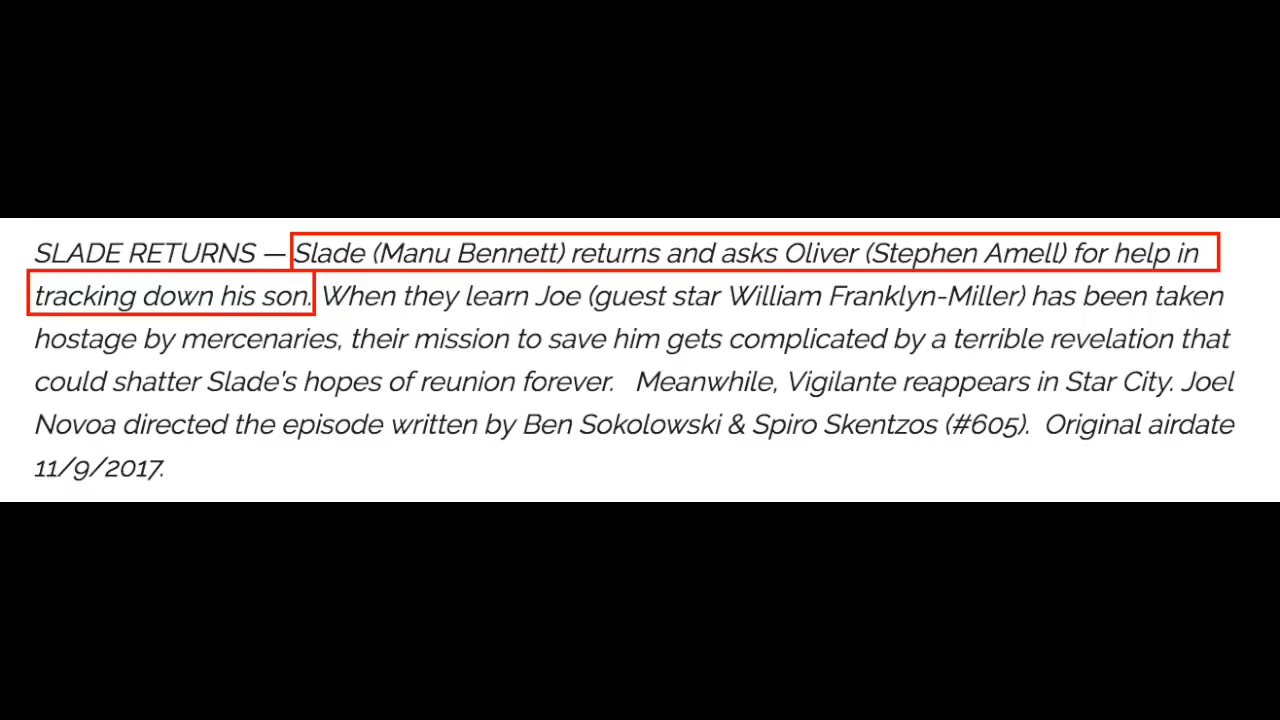 SLADE RETURNS — Slade (Manu Bennett) returns and asks Oliver (Stephen Amell) for help in
tracking down his son. When they learn Joe (guest star William Franklyn-Miller) has been taken
hostage by mercenaries, their mission to save him gets complicated by a terrible revelation that
could shatter Slade's hopes of reunion forever.   Meanwhile, Vigilante reappears in Star City. Joel
Novoa directed the episode written by Ben Sokolowski & Spiro Skentzos (#605).  Original airdate
11/9/2017.